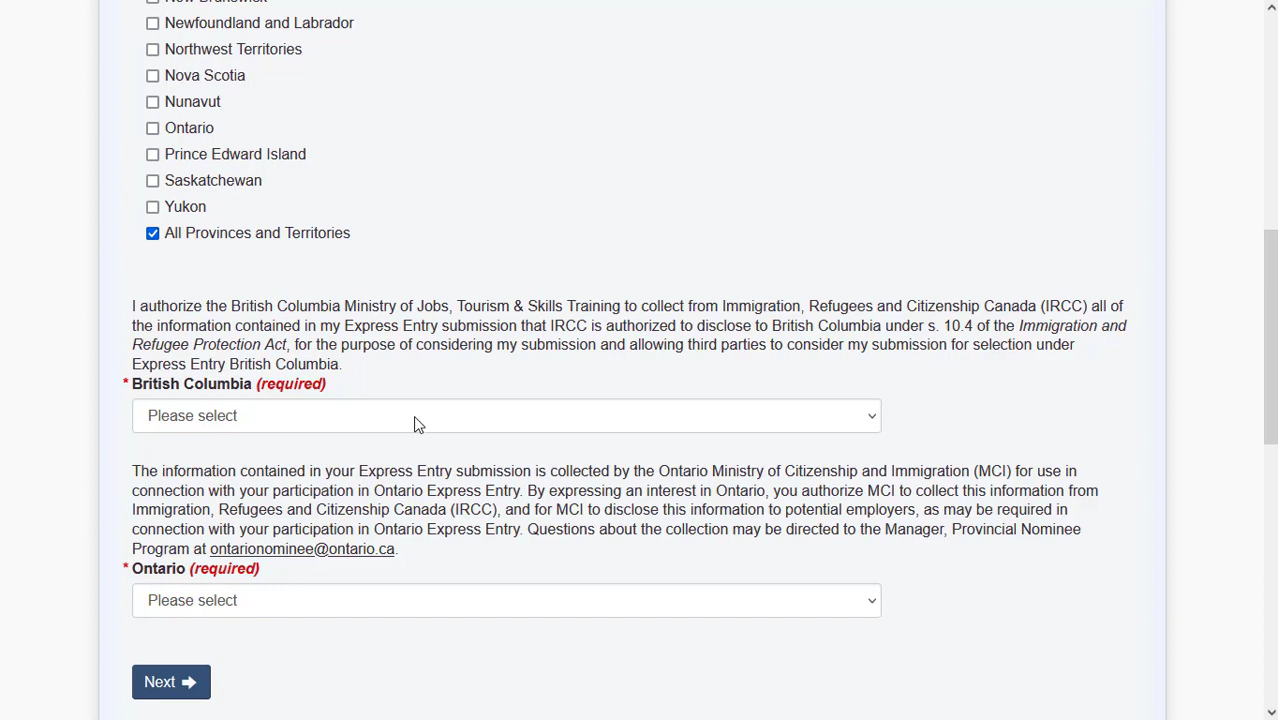 Newfoundland and Labrador
Northwest Territories
Nova Scotia
Nunavut
Ontario
Prince Edward Island
Saskatchewan
Yukon
All Provinces and Territories
I authorize the British Columbia Ministry of Jobs, Tourism & Skills Training to collect from Immigration, Refugees and Citizenship Canada (IRCC) all of
the information contained in my Express Entry submission that IRCC is authorized to disclose to British Columbia under s. 10.4 of the Immigration and
Refugee Protection Act, for the purpose of considering my submission and allowing third parties to consider my submission for selection under
Express Entry British Columbia.
* British Columbia (required)
Please select
The information contained in your Express Entry submission is collected by the Ontario Ministry of Citizenship and Immigration (MCI) for use in
connection with your participation in Ontario Express Entry. By expressing an interest in Ontario, you authorize MCI to collect this information from
Immigration, Refugees and Citizenship Canada (IRCC), and for MCI to disclose this information to potential employers, as may be required in
connection with your participation in Ontario Express Entry. Questions about the collection may be directed to the Manager, Provincial Nominee
Program at ontarionominee@ontario.ca.
* Ontario (required)
Please select
Next